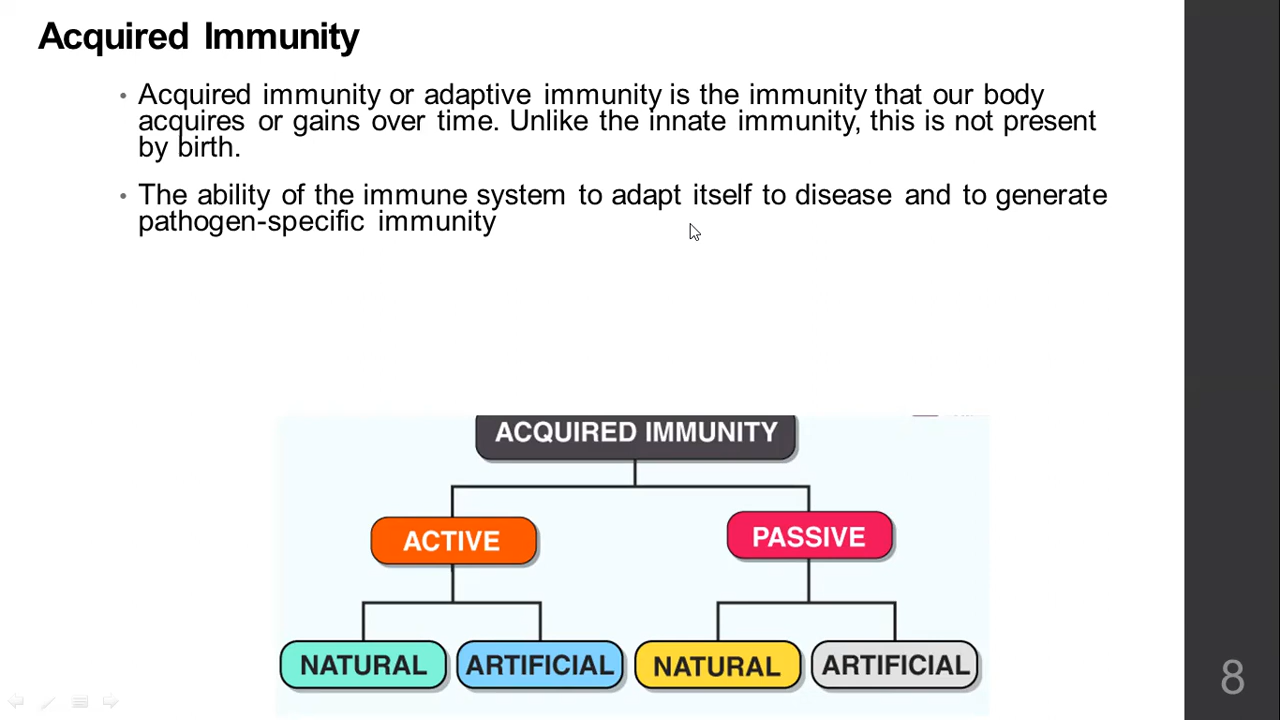 Acquired Immunity
• Acquired immunity or adaptive immunity is the immunity that our body
acquires or gains over time. Unlike the innate immunity, this is not present
by birth.
• The ability of the immune system to adapt itself to disease and to generate
pathogen-specific immunity
ACQUIRED IMMUNITY
ACTIVE
PASSIVE
NATURAL
ARTIFICIAL
NATURAL
ARTIFICIAL
8